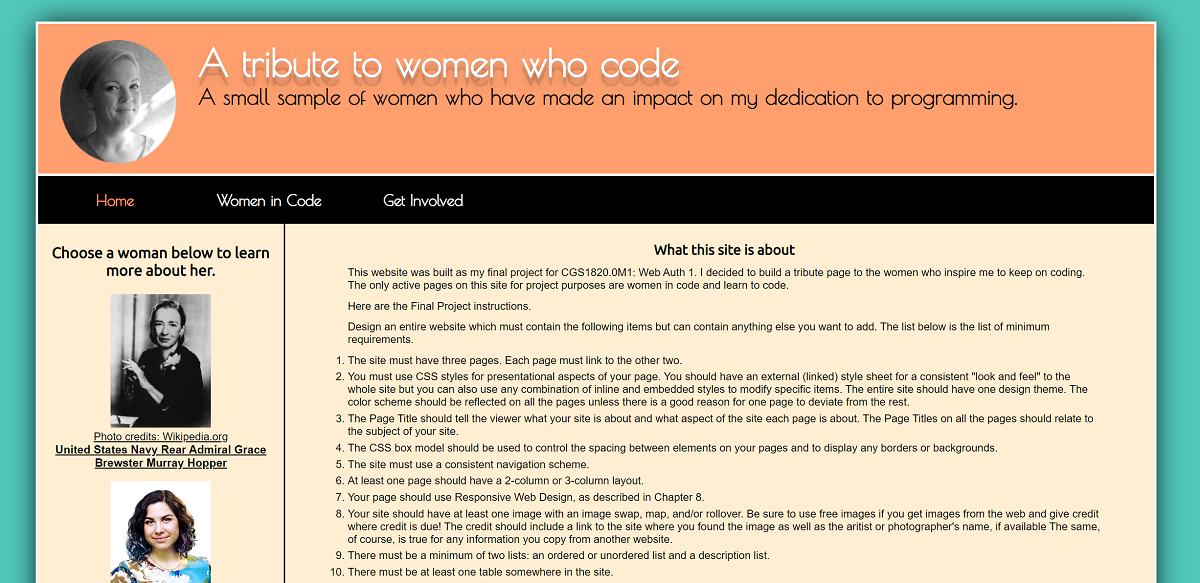 A tribute to women who code
A small sample of women who have made an impact on my dedication to programming.
Home
Women in Code
Get Involved
Choose a woman below to learn
more about her.
Photo credits: Wikipedia.org
United States Navy Rear Admiral Grace
Brewster Murray Hopper
What this site is about
This website was built as my final project for CGS1820.0M1: Web Auth 1. I decided to build a tribute page to the women who inspire me to keep on coding.
The only active pages on this site for project purposes are women in code and learn to code.
Here are the Final Project instructions.
Design an entire website which must contain the following items but can contain anything else you want to add. The list below is the list of minimum
requirements.
1. The site must have three pages. Each page must link to the other two.
2. You must use CSS styles for presentational aspects of your page. You should have an external (linked) style sheet for a consistent "look and feel" to the
whole site but you can also use any combination of inline and embedded styles to modify specific items. The entire site should have one design theme. The
color scheme should be reflected on all the pages unless there is a good reason for one page to deviate from the rest.
3. The Page Title should tell the viewer what your site is about and what aspect of the site each page is about. The Page Titles on all the pages should relate to
the subject of your site.
4. The CSS box model should be used to control the spacing between elements on your pages and to display any borders or backgrounds.
5. The site must use a consistent navigation scheme.
6. At least one page should have a 2-column or 3-column layout.
7. Your page should use Responsive Web Design, as described in Chapter 8.
8. Your site should have at least one image with an image swap, map, and/or rollover. Be sure to use free images if you get images from the web and give credit
where credit is due! The credit should include a link to the site where you found the image as well as the aritist or photographer's name, if available The same,
of course, is true for any information you copy from another website.
9. There must be a minimum of two lists: an ordered or unordered list and a description list.
10. There must be at least one table somewhere in the site.